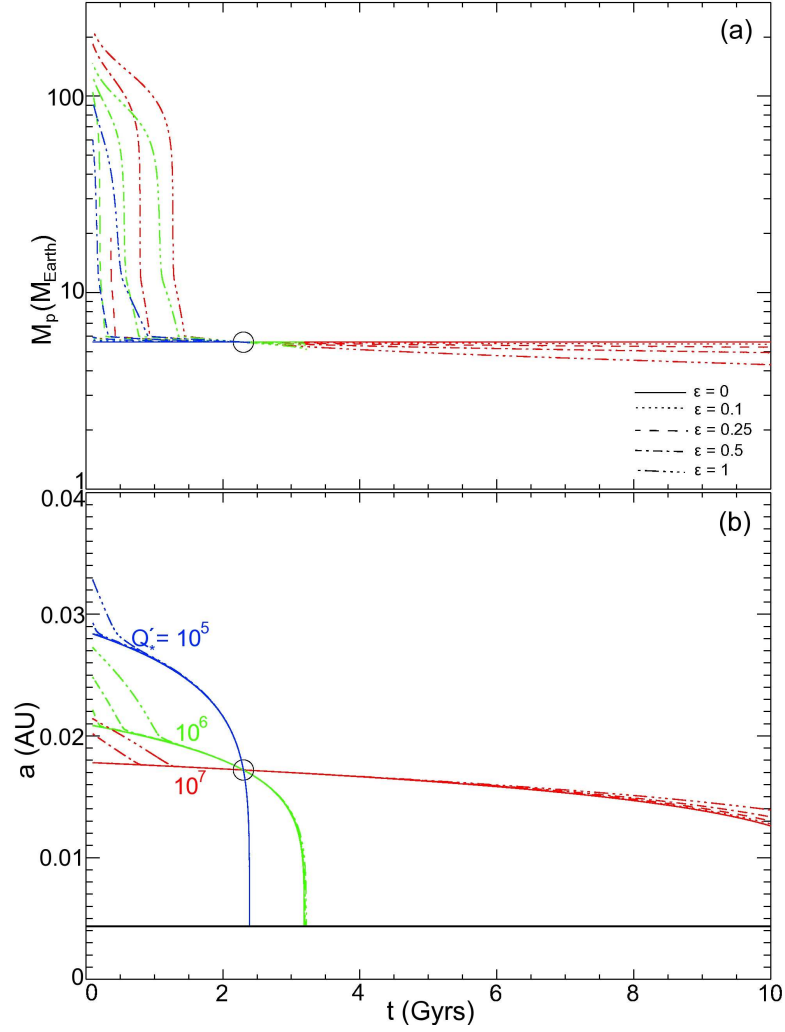 (a)
100
10
1
M_p (M_Earth)
ε = 0
ε = 0.1
ε = 0.25
ε = 0.5
ε = 1
(b)
0.04
0.03
0.02
0.01
0
a (AU)
Q'_* = 10^5
10^6
10^7
0 2 4 6 8 10
t (Gyrs)